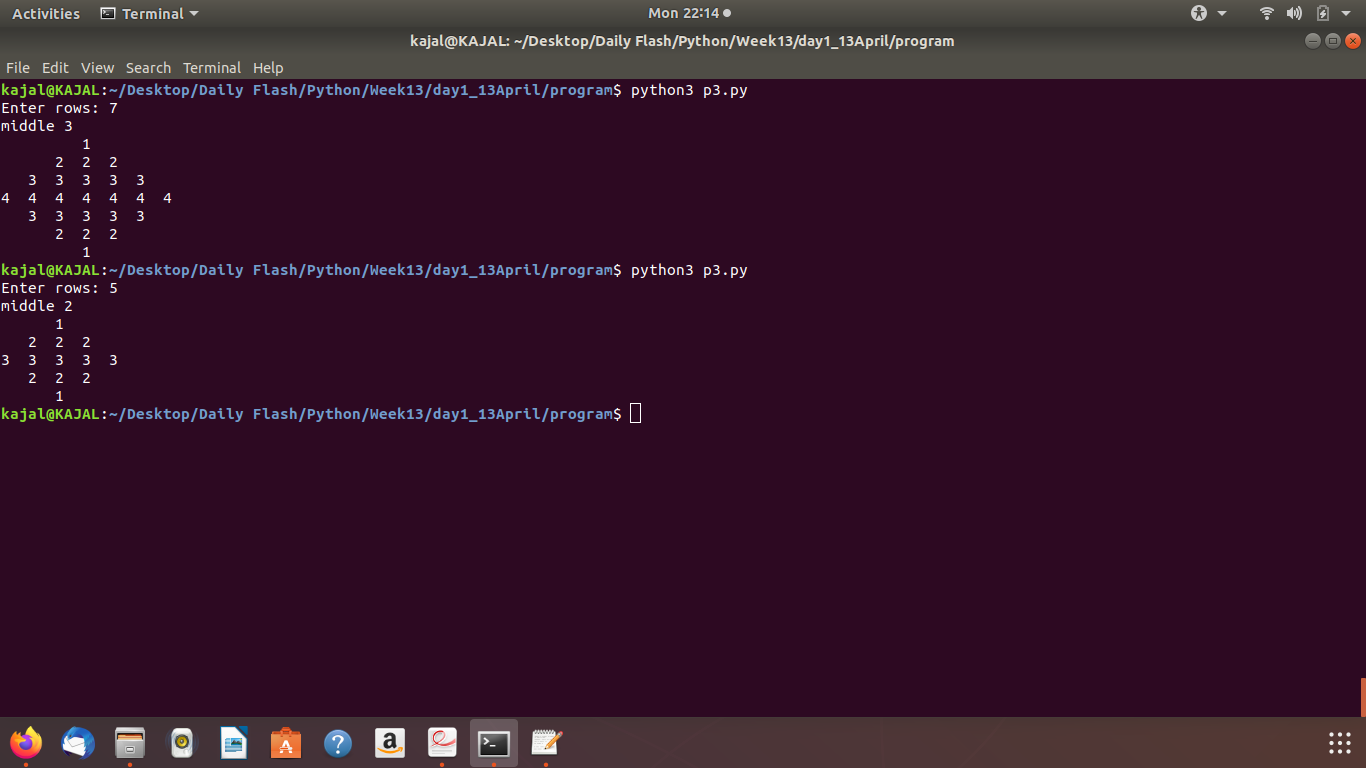 Activities Terminal Mon 22:14
kajal@KAJAL: ~/Desktop/Daily Flash/Python/Week13/day1_13April/program
File Edit View Search Terminal Help
kajal@KAJAL:~/Desktop/Daily Flash/Python/Week13/day1_13April/program$ python3 p3.py
Enter rows: 7
middle 3
         1
      2  2  2
   3  3  3  3  3
4  4  4  4  4  4  4
   3  3  3  3  3
      2  2  2
         1
kajal@KAJAL:~/Desktop/Daily Flash/Python/Week13/day1_13April/program$ python3 p3.py
Enter rows: 5
middle 2
      1
   2  2  2
3  3  3  3  3
   2  2  2
      1
kajal@KAJAL:~/Desktop/Daily Flash/Python/Week13/day1_13April/program$